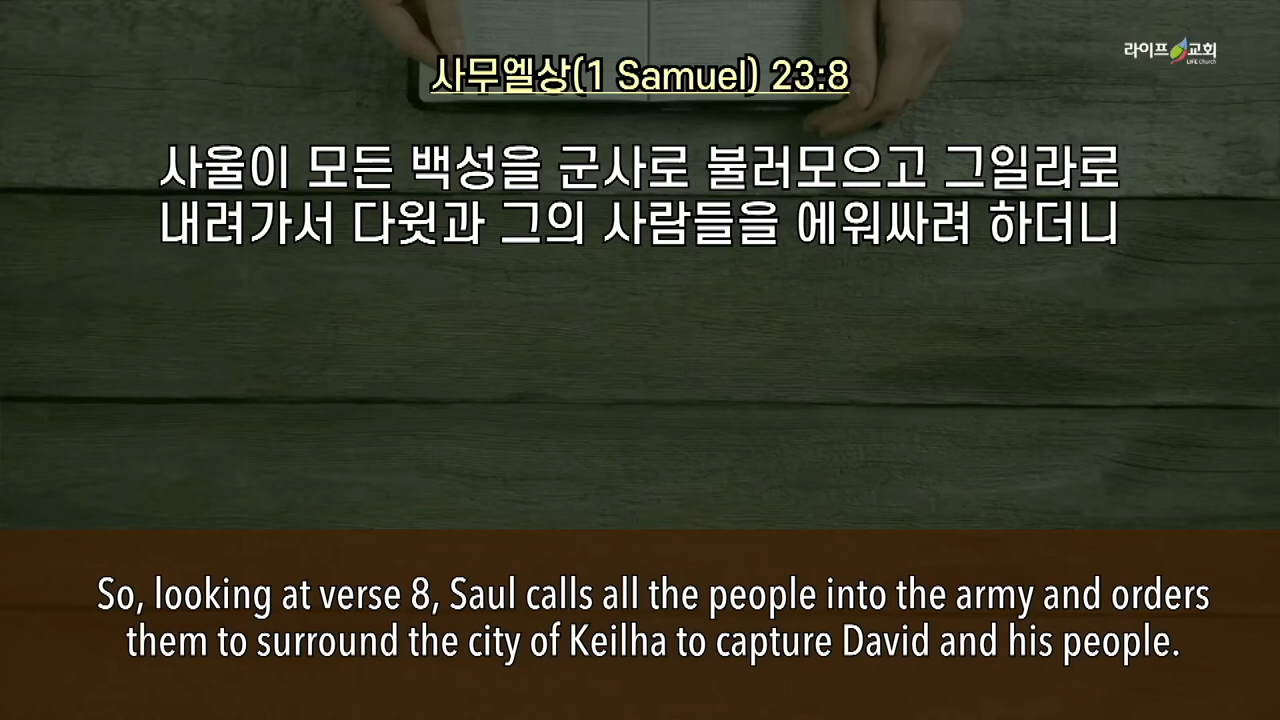 라이프교회
LIFE Church
사무엘상(1 Samuel) 23:8
사울이 모든 백성을 군사로 불러모으고 그일라로
내려가서 다윗과 그의 사람들을 에워싸려 하더니
So, looking at verse 8, Saul calls all the people into the army and orders
them to surround the city of Keilha to capture David and his people.